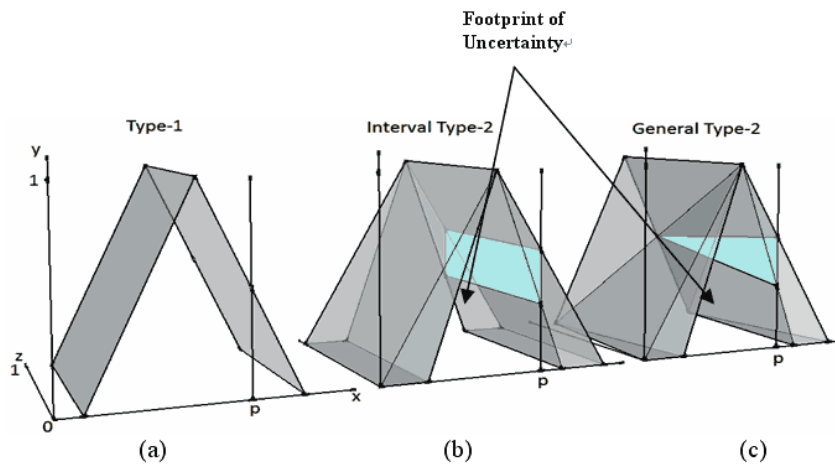 Footprint of
Uncertainty↵
Type-1
Interval Type-2
General Type-2
y
1
z
1
0
p
x
p
p
(a)
(b)
(c)